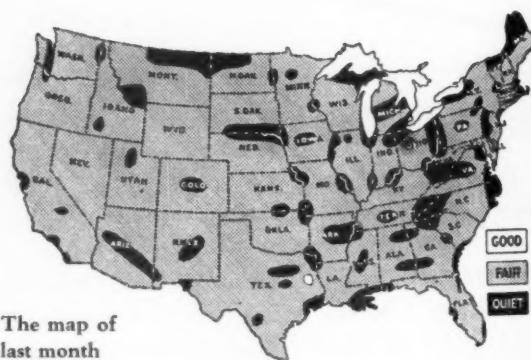 WASH.
MONT.
N.DAK.
MINN.
OREG.
IDAHO
S.DAK.
WIS.
MICH.
WYO.
NEB.
IOWA
PA.
NEV.
UTAH
COLO.
KANS.
MO.
ILL.
IND.
KY.
VA.
CAL.
ARIZ.
N.MEX.
OKLA.
ARK
TENN
N.C.
S.C.
TEX.
LA.
ALA.
GA.
FLA.
GOOD
FAIR
QUIET
The map of
last month